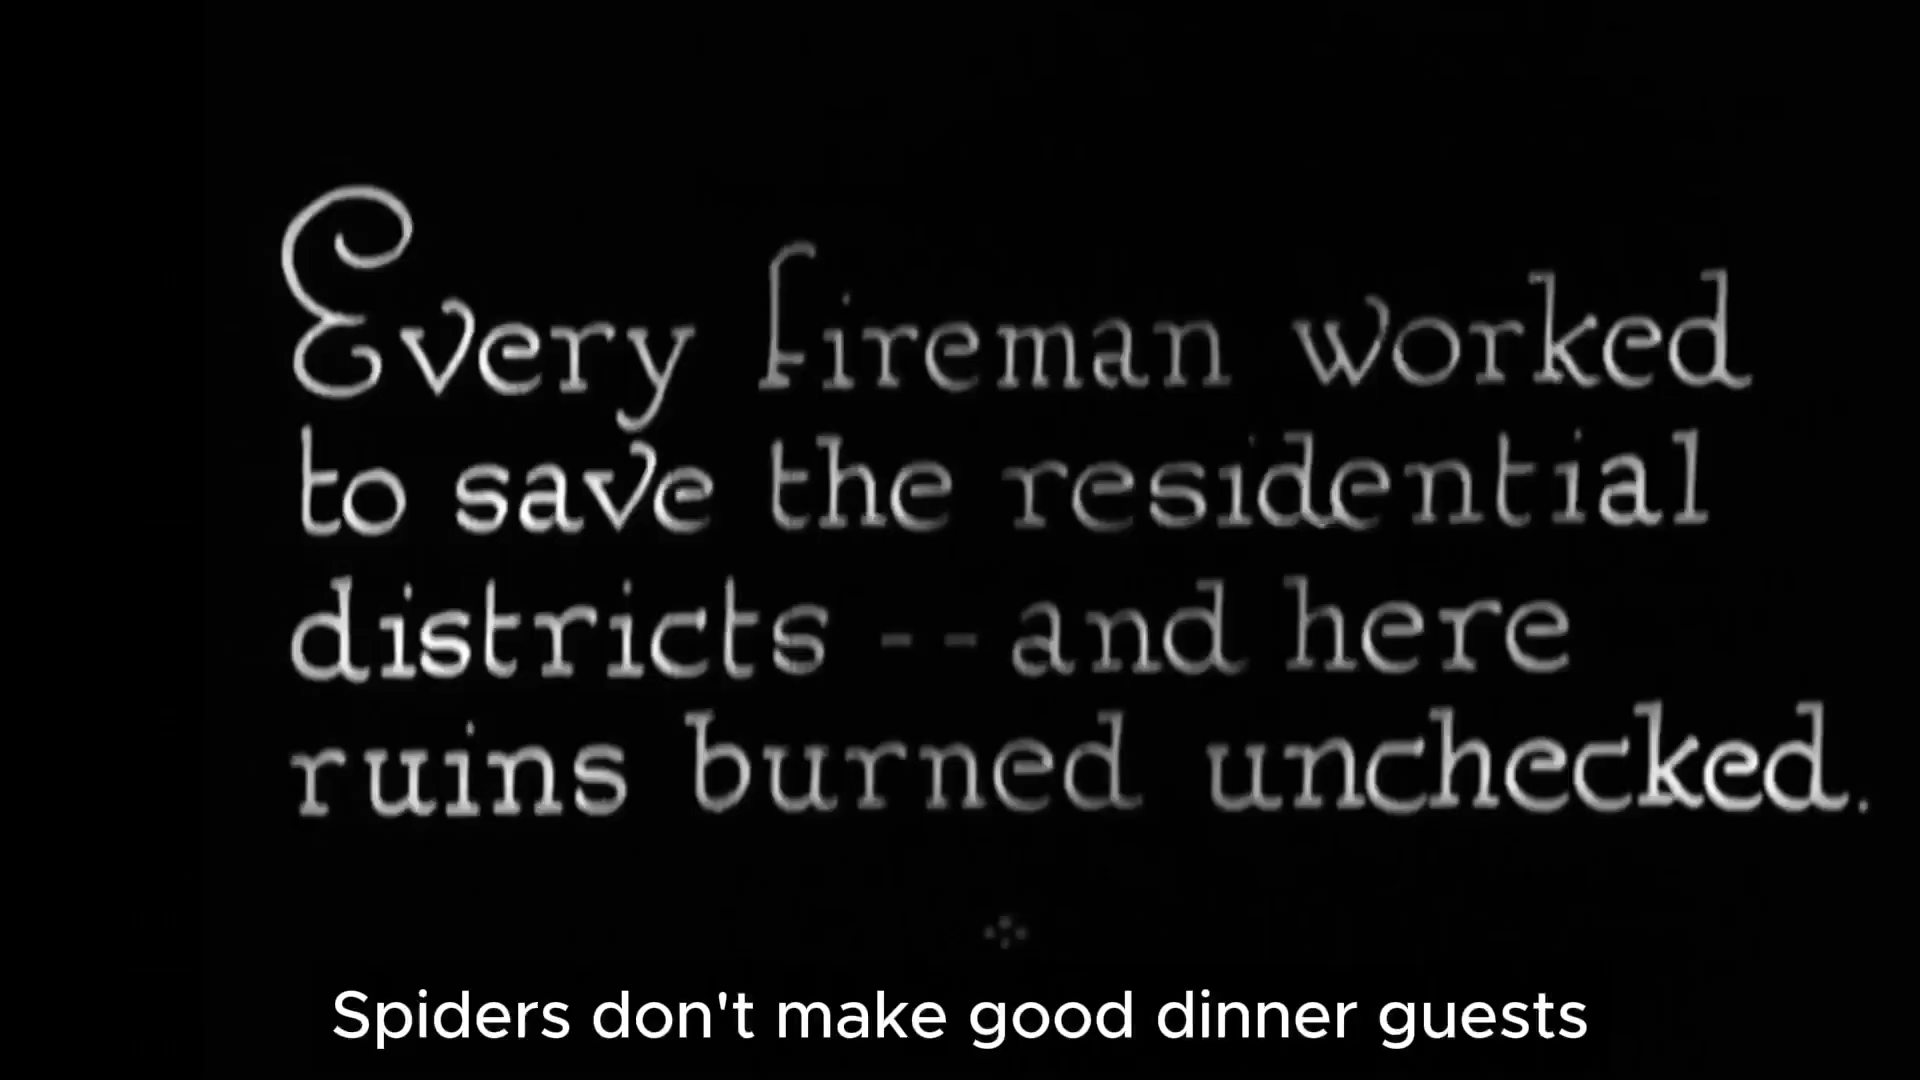 Every fireman worked
to save the residential
districts -- and here
ruins burned unchecked.
Spiders don't make good dinner guests